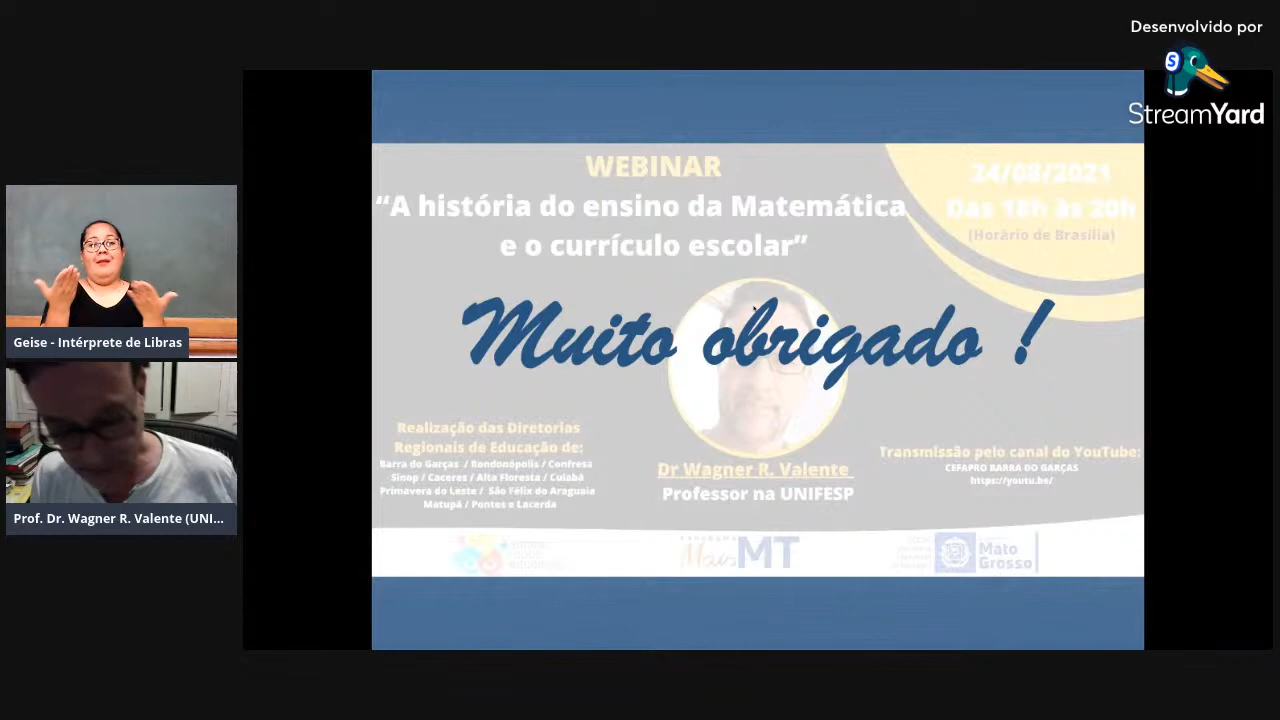 Desenvolvido por
StreamYard
WEBINAR
“A história do ensino da Matemática
e o currículo escolar”
24/08/2021
Das 18h às 20h
(Horário de Brasília)
Muito obrigado !
Geise - Intérprete de Libras
Prof. Dr. Wagner R. Valente (UNI...
Realização das Diretorias
Regionais de Educação de:
Barra do Garças / Rondonópolis / Confresa
Sinop / Caceres / Alta Floresta / Cuiabá
Primavera do Leste / São Félix do Araguaia
Matupá / Pontes e Lacerda
Dr Wagner R. Valente
Professor na UNIFESP
Transmissão pelo canal do YouTube:
CEFAPRO BARRA DO GARÇAS
https://youtu.be/
Mais MT
Mato
Grosso